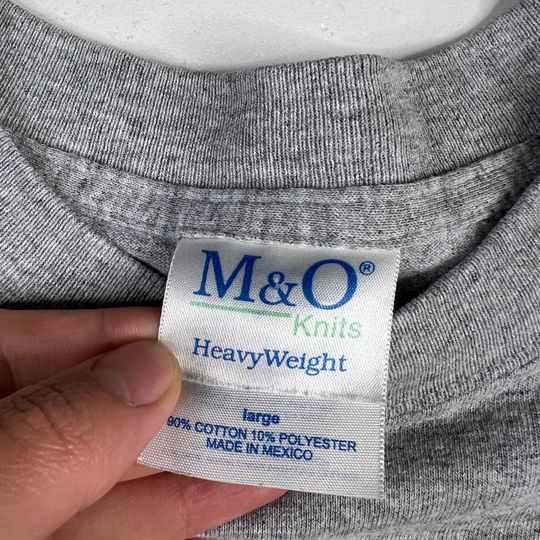 M&O®
Knits
HeavyWeight
large
90% COTTON 10% POLYESTER
MADE IN MEXICO